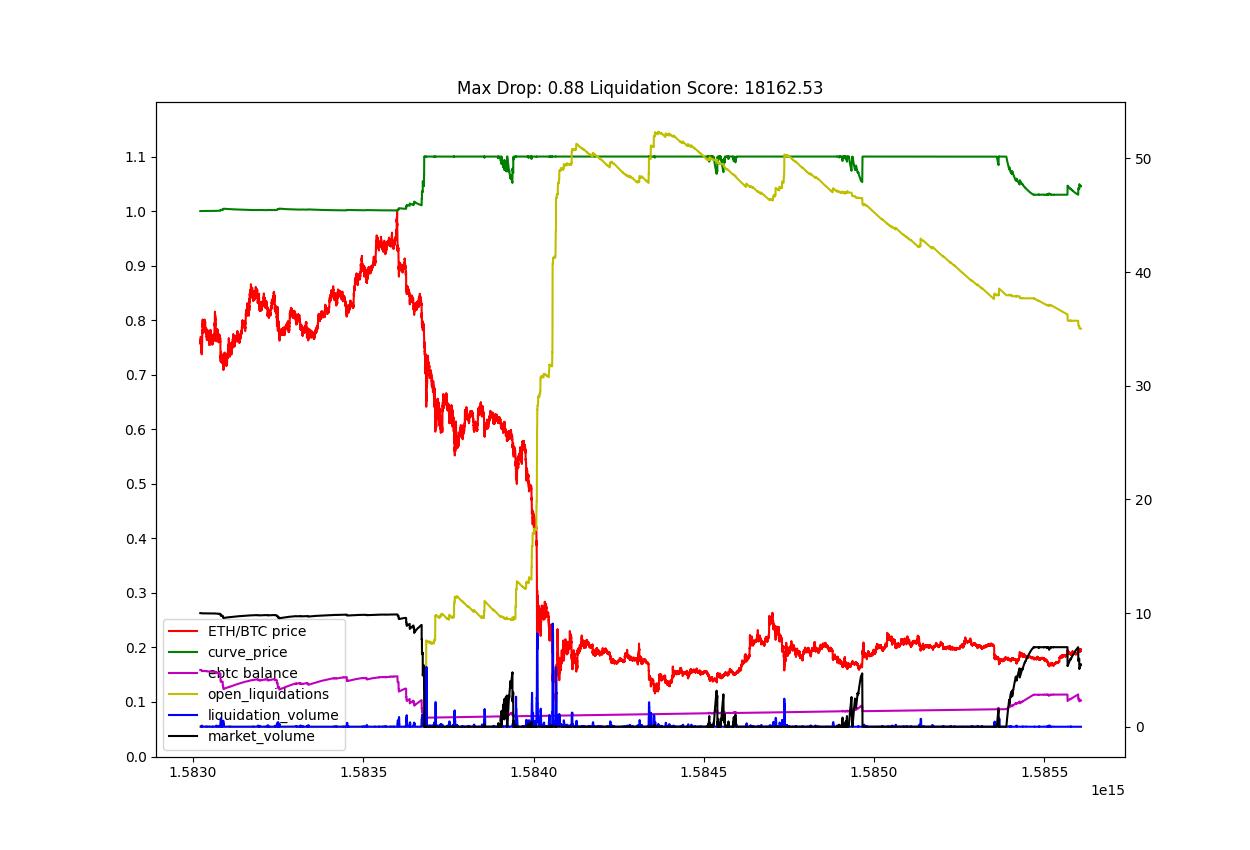 Max Drop: 0.88 Liquidation Score: 18162.53
1.1
1.0
0.9
0.8
0.7
0.6
0.5
0.4
0.3
0.2
0.1
0.0
50
40
30
20
10
0
ETH/BTC price
curve_price
ebtc balance
open_liquidations
liquidation_volume
market_volume
1.5830 1.5835 1.5840 1.5845 1.5850 1.5855
1e15